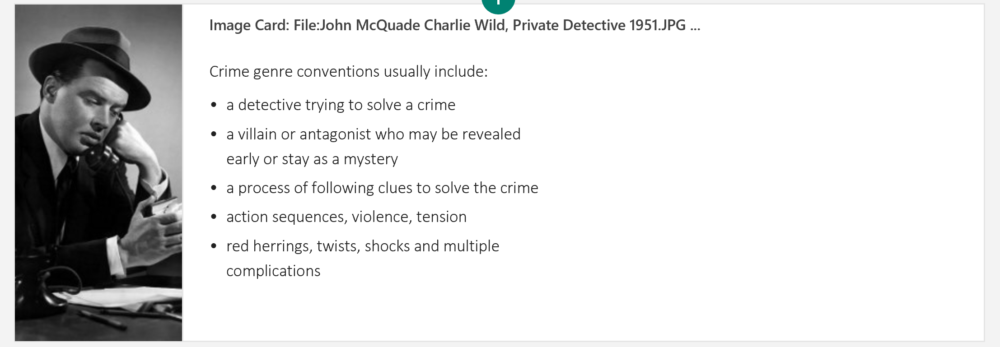 Image Card: File:John McQuade Charlie Wild, Private Detective 1951.JPG ...
Crime genre conventions usually include:
• a detective trying to solve a crime
• a villain or antagonist who may be revealed
early or stay as a mystery
• a process of following clues to solve the crime
• action sequences, violence, tension
• red herrings, twists, shocks and multiple
complications